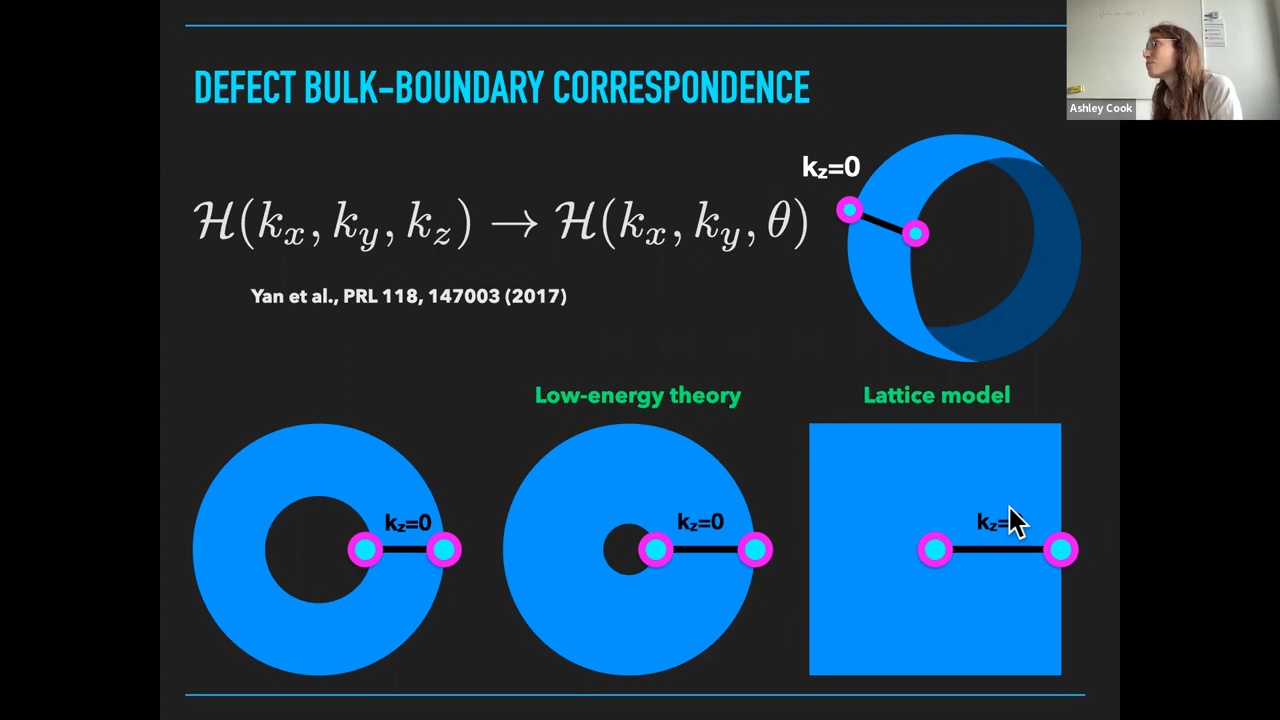 DEFECT BULK-BOUNDARY CORRESPONDENCE
Ashley Cook
kz=0
ℋ(kx, ky, kz) → ℋ(kx, ky, θ)
Yan et al., PRL 118, 147003 (2017)
Low-energy theory
Lattice model
kz=0
kz=0
kz=